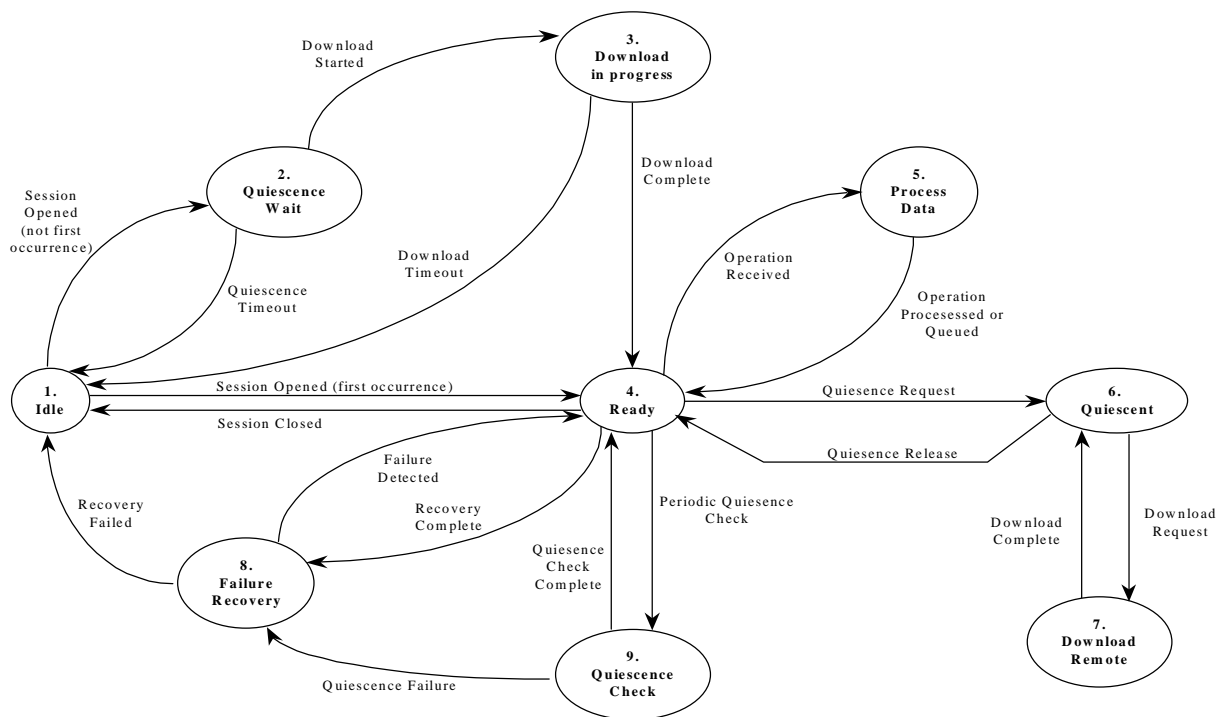 3.
Download
in progress
Download
Started
2.
Quiescence
Wait
Session
Opened
(not first
occurrence)
Download
Complete
5.
Process
Data
Download
Timeout
Operation
Received
Quiescence
Timeout
Operation
Procesessed or
Queued
1.
Idle
Session Opened (first occurrence)
4.
Ready
Quiesence Request
6.
Quiescent
Session Closed
Quiesence Release
Failure
Detected
Recovery
Failed
Recovery
Complete
Periodic Quiesence
Check
Quiesence
Check
Complete
Download
Complete
Download
Request
8.
Failure
Recovery
7.
Download
Remote
9.
Quiescence
Check
Quiescence Failure